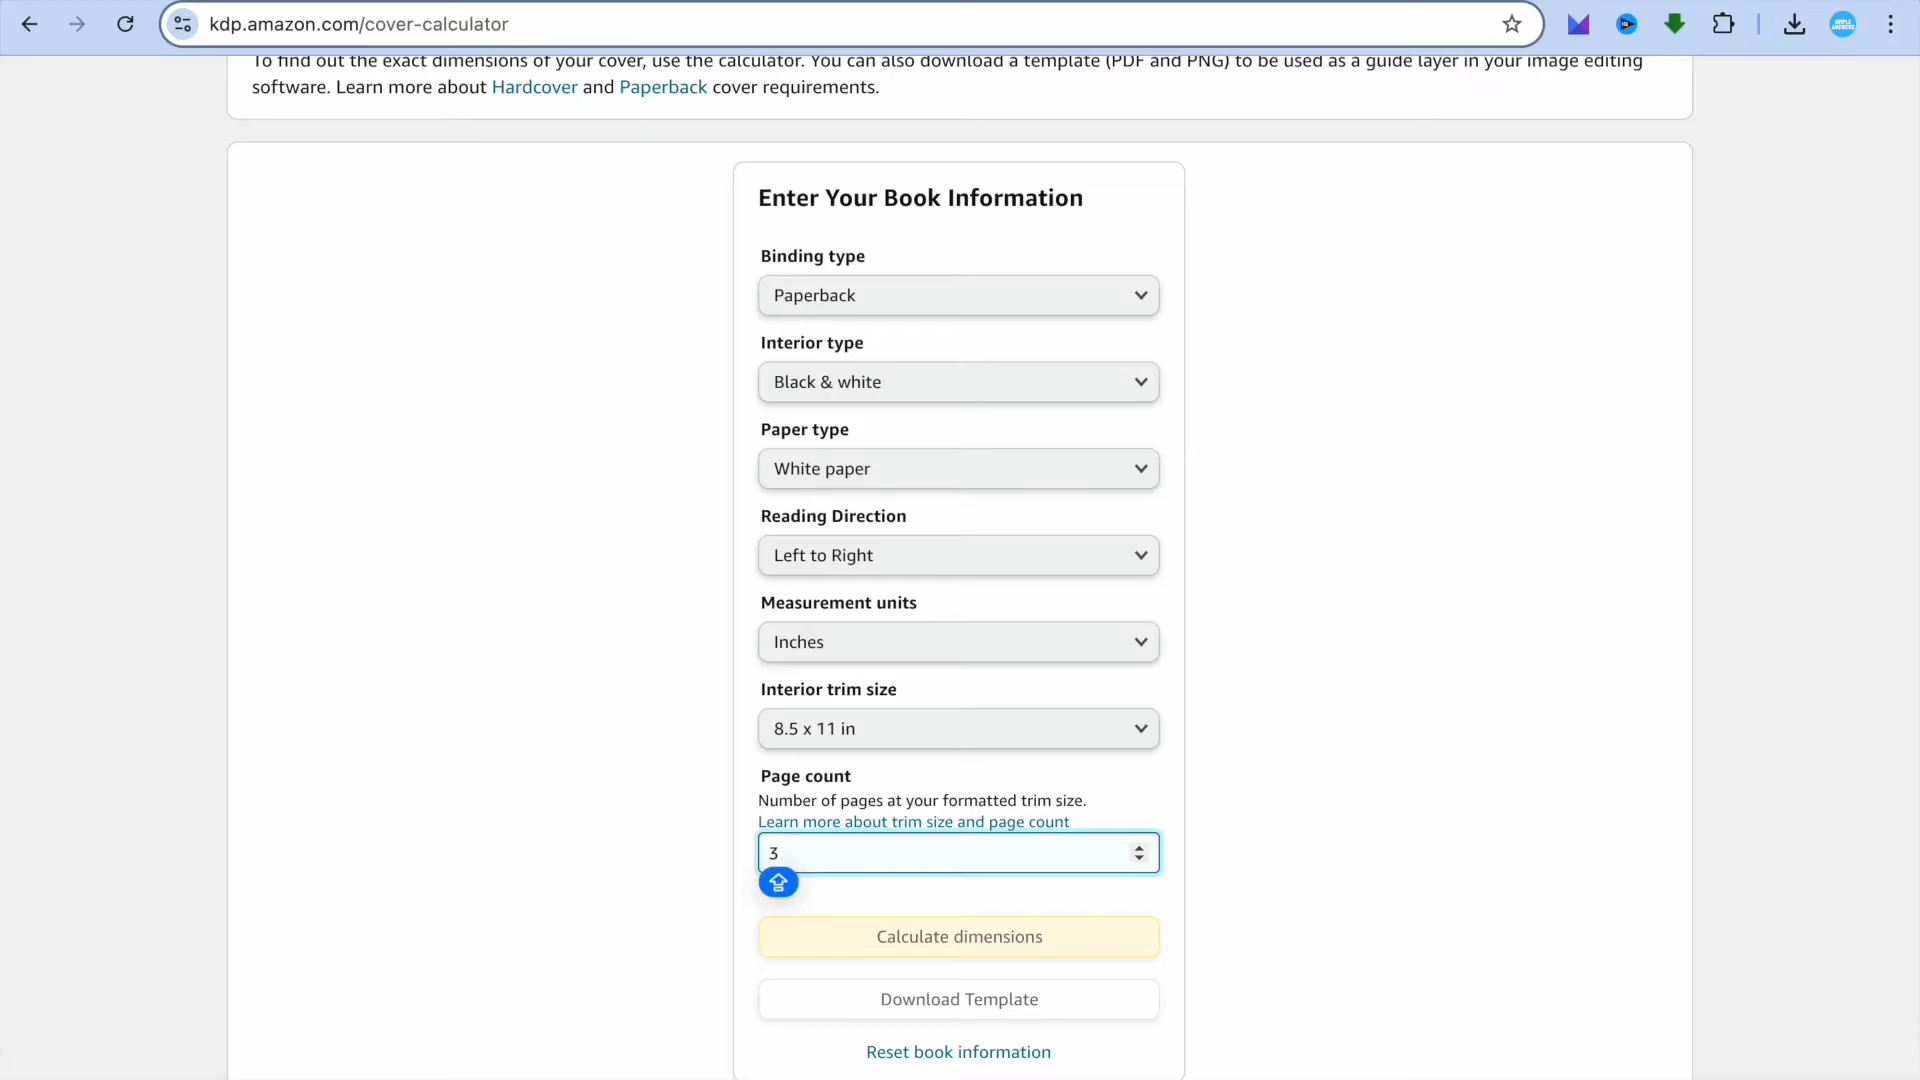 kdp.amazon.com/cover-calculator
To find out the exact dimensions of your cover, use the calculator. You can also download a template (PDF and PNG) to be used as a guide layer in your image editing
software. Learn more about Hardcover and Paperback cover requirements.
Enter Your Book Information
Binding type
Paperback
Interior type
Black & white
Paper type
White paper
Reading Direction
Left to Right
Measurement units
Inches
Interior trim size
8.5 x 11 in
Page count
Number of pages at your formatted trim size.
Learn more about trim size and page count
3
Calculate dimensions
Download Template
Reset book information